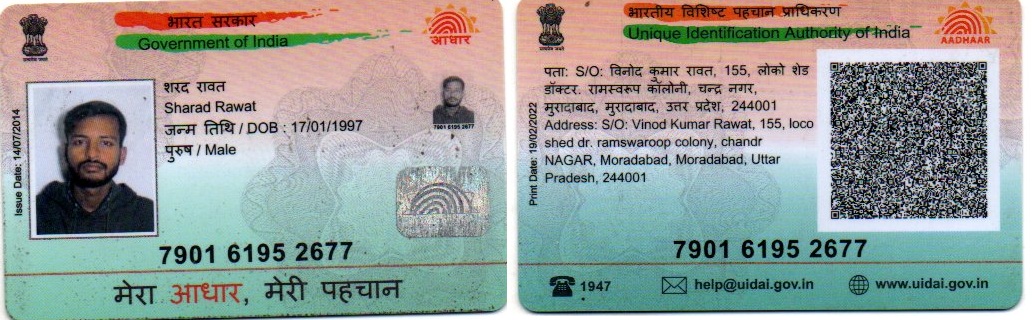 भारत सरकार
Government of India
आधार
शरद रावत
Sharad Rawat
जन्म तिथि / DOB : 17/01/1997
पुरुष / Male
Issue Date: 14/07/2014
7901 6195 2677
7901 6195 2677
मेरा आधार, मेरी पहचान
भारतीय विशिष्ट पहचान प्राधिकरण
Unique Identification Authority of India
AADHAAR
पता: S/O: विनोद कुमार रावत, 155, लोको शेड
डॉक्टर. रामस्वरूप कॉलोनी, चन्द्र नगर,
मुरादाबाद, मुरादाबाद, उत्तर प्रदेश, 244001
Address: S/O: Vinod Kumar Rawat, 155, loco
shed dr. ramswaroop colony, chandr
NAGAR, Moradabad, Moradabad, Uttar
Pradesh, 244001
Print Date: 19/02/2022
7901 6195 2677
1947
help@uidai.gov.in
www.uidai.gov.in